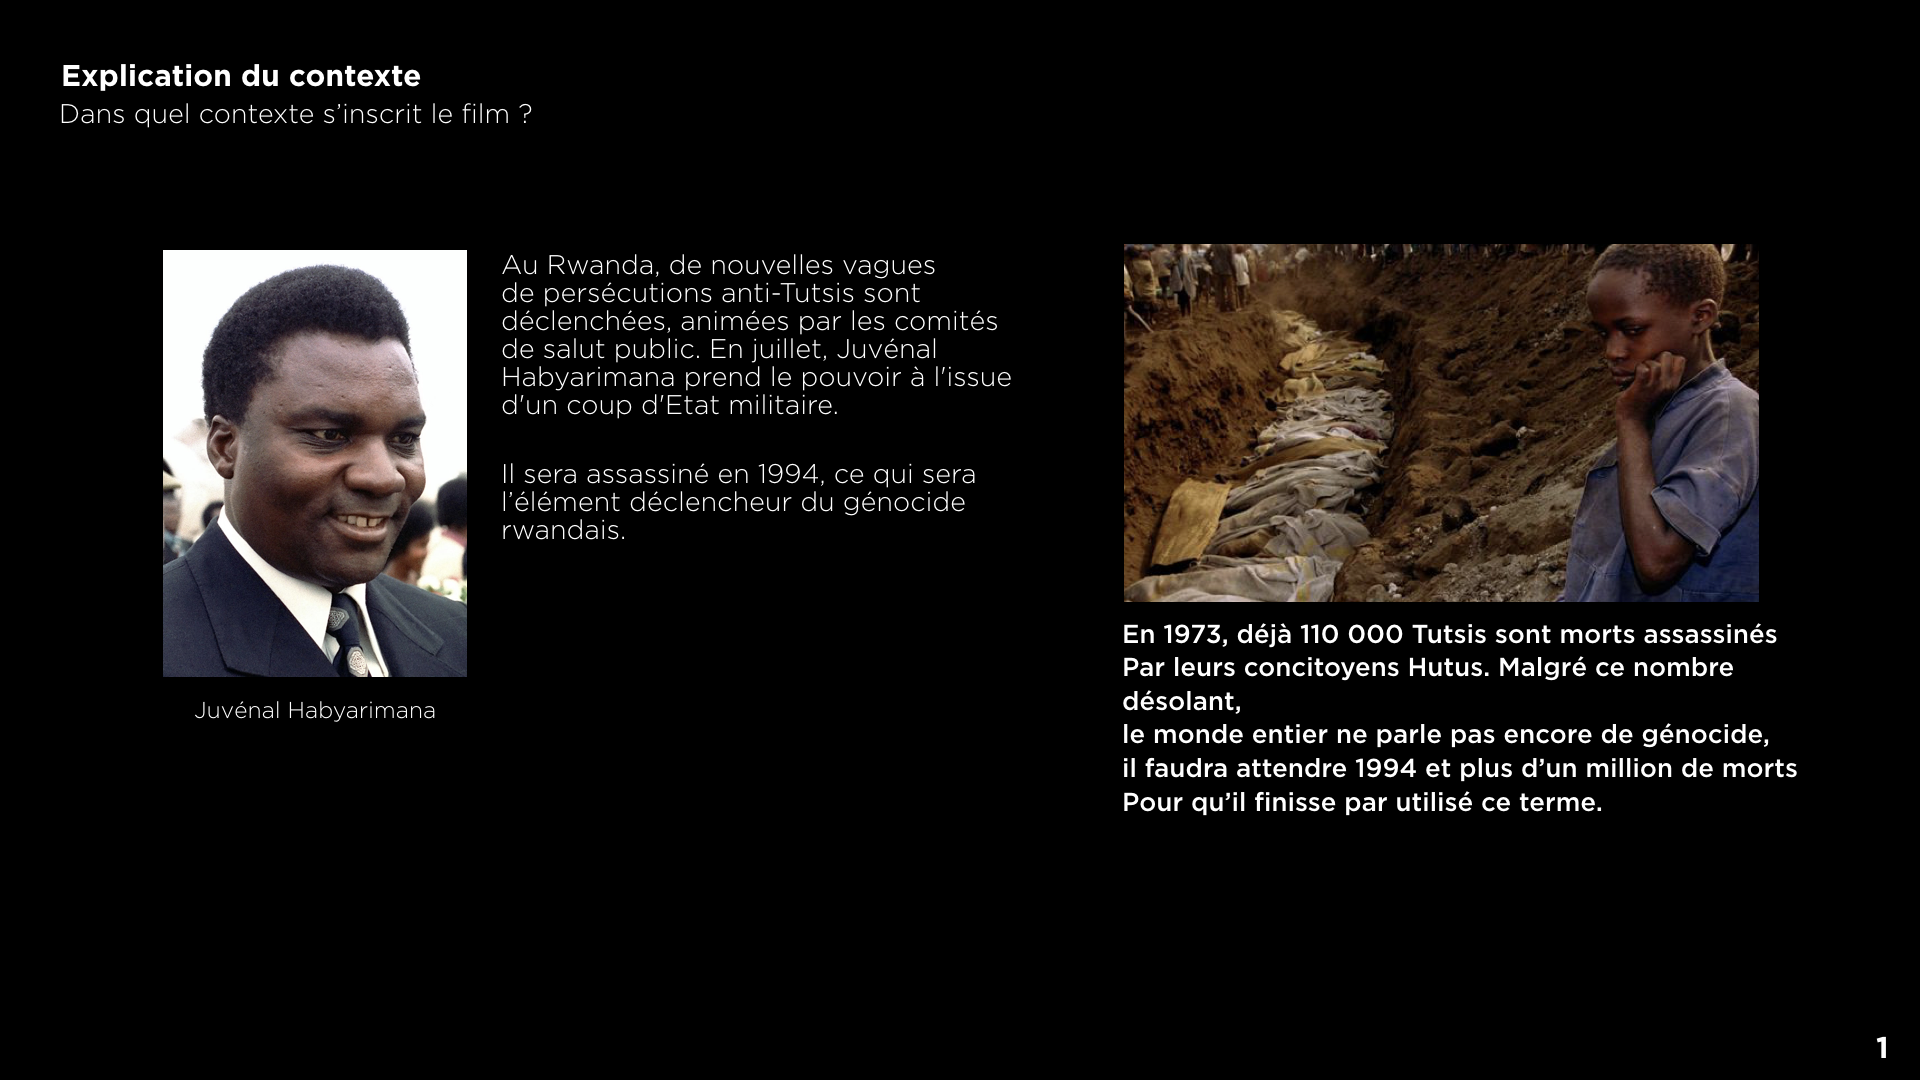 Explication du contexte
Dans quel contexte s’inscrit le film ?
Au Rwanda, de nouvelles vagues
de persécutions anti-Tutsis sont
déclenchées, animées par les comités
de salut public. En juillet, Juvénal
Habyarimana prend le pouvoir à l'issue
d'un coup d'Etat militaire.
Il sera assassiné en 1994, ce qui sera
l’élément déclencheur du génocide
rwandais.
Juvénal Habyarimana
En 1973, déjà 110 000 Tutsis sont morts assassinés
Par leurs concitoyens Hutus. Malgré ce nombre
désolant,
le monde entier ne parle pas encore de génocide,
il faudra attendre 1994 et plus d’un million de morts
Pour qu’il finisse par utilisé ce terme.
1